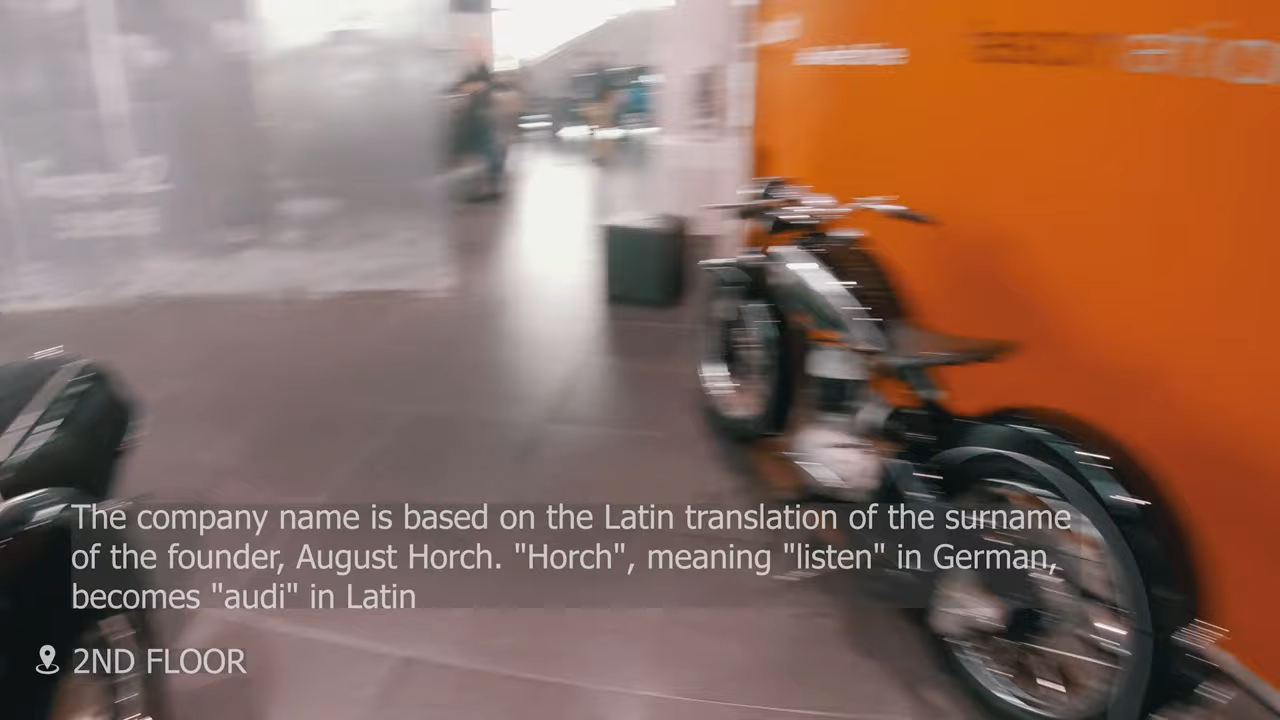 The company name is based on the Latin translation of the surname
of the founder, August Horch. "Horch", meaning "listen" in German,
becomes "audi" in Latin
2ND FLOOR